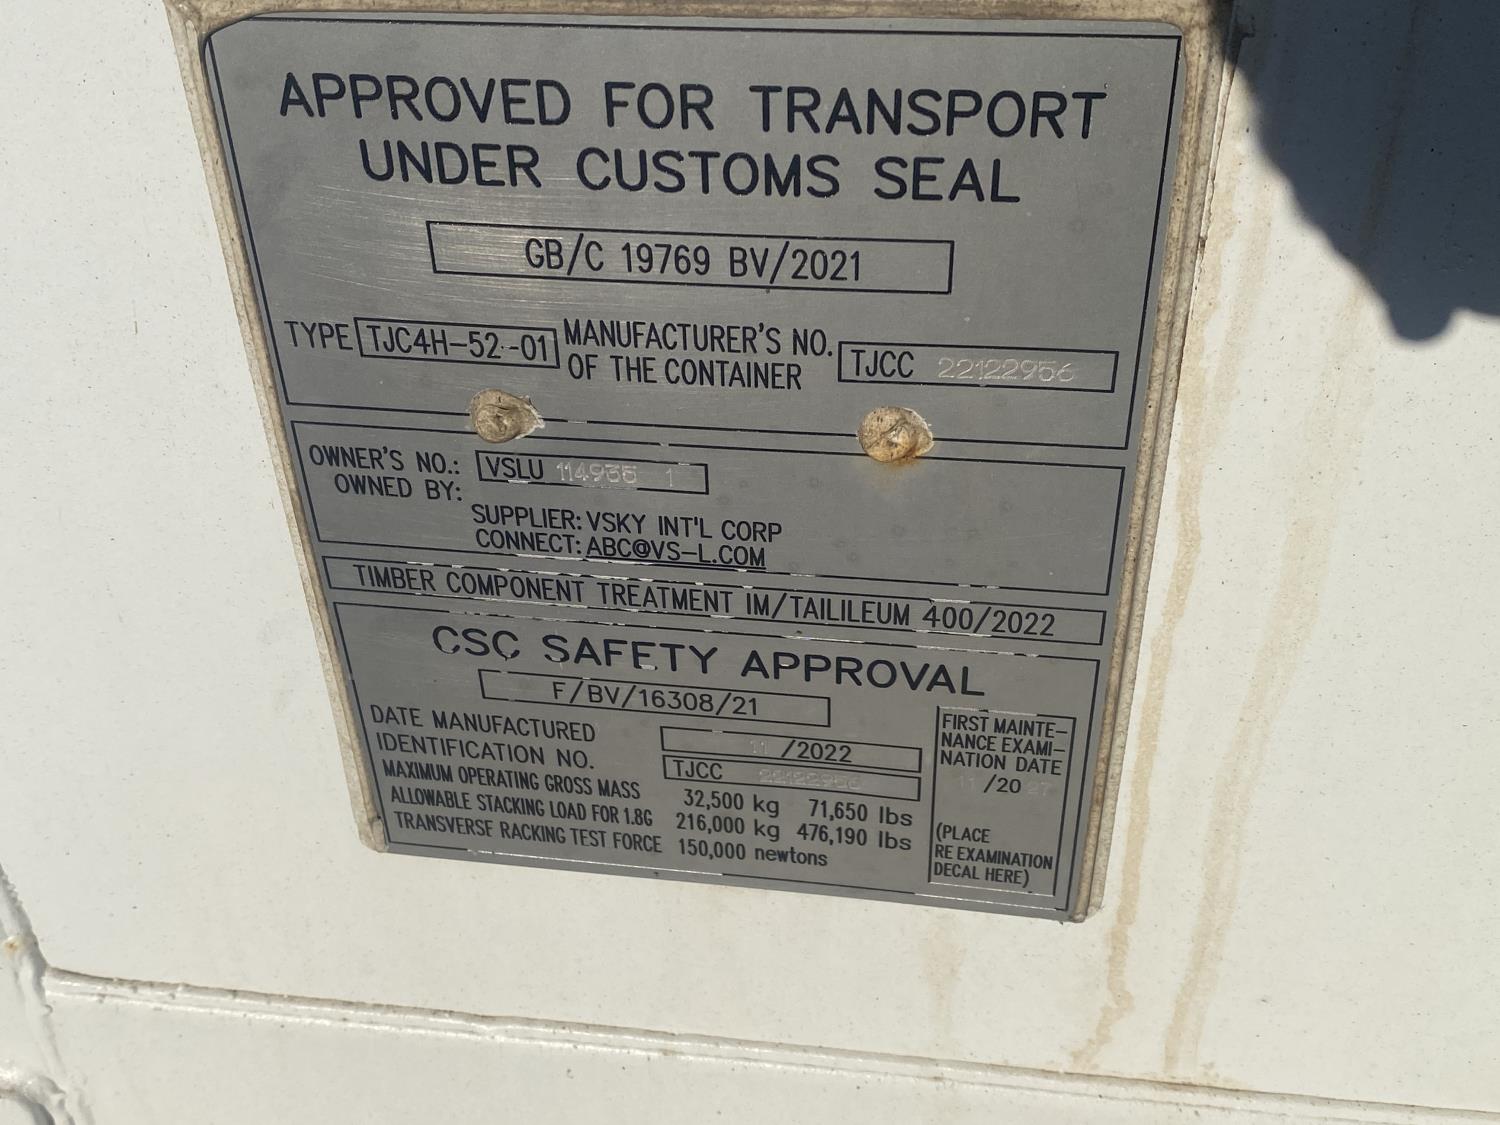 APPROVED FOR TRANSPORT
UNDER CUSTOMS SEAL
GB/C 19769 BV/2021
TYPE TJC4H-52-01 MANUFACTURER'S NO. OF THE CONTAINER TJCC 22122956
OWNER'S NO.: VSLU 114935 1
OWNED BY:
SUPPLIER: VSKY INT'L CORP
CONNECT: ABC@VS-L.COM
TIMBER COMPONENT TREATMENT IM/TAILILEUM 400/2022
CSC SAFETY APPROVAL
F/BV/16308/21
DATE MANUFACTURED 11 /2022
IDENTIFICATION NO. TJCC 22122956
MAXIMUM OPERATING GROSS MASS 32,500 kg 71,650 lbs
ALLOWABLE STACKING LOAD FOR 1.8G 216,000 kg 476,190 lbs
TRANSVERSE RACKING TEST FORCE 150,000 newtons
FIRST MAINTE-
NANCE EXAMI-
NATION DATE
11 /20 27
(PLACE
RE EXAMINATION
DECAL HERE)